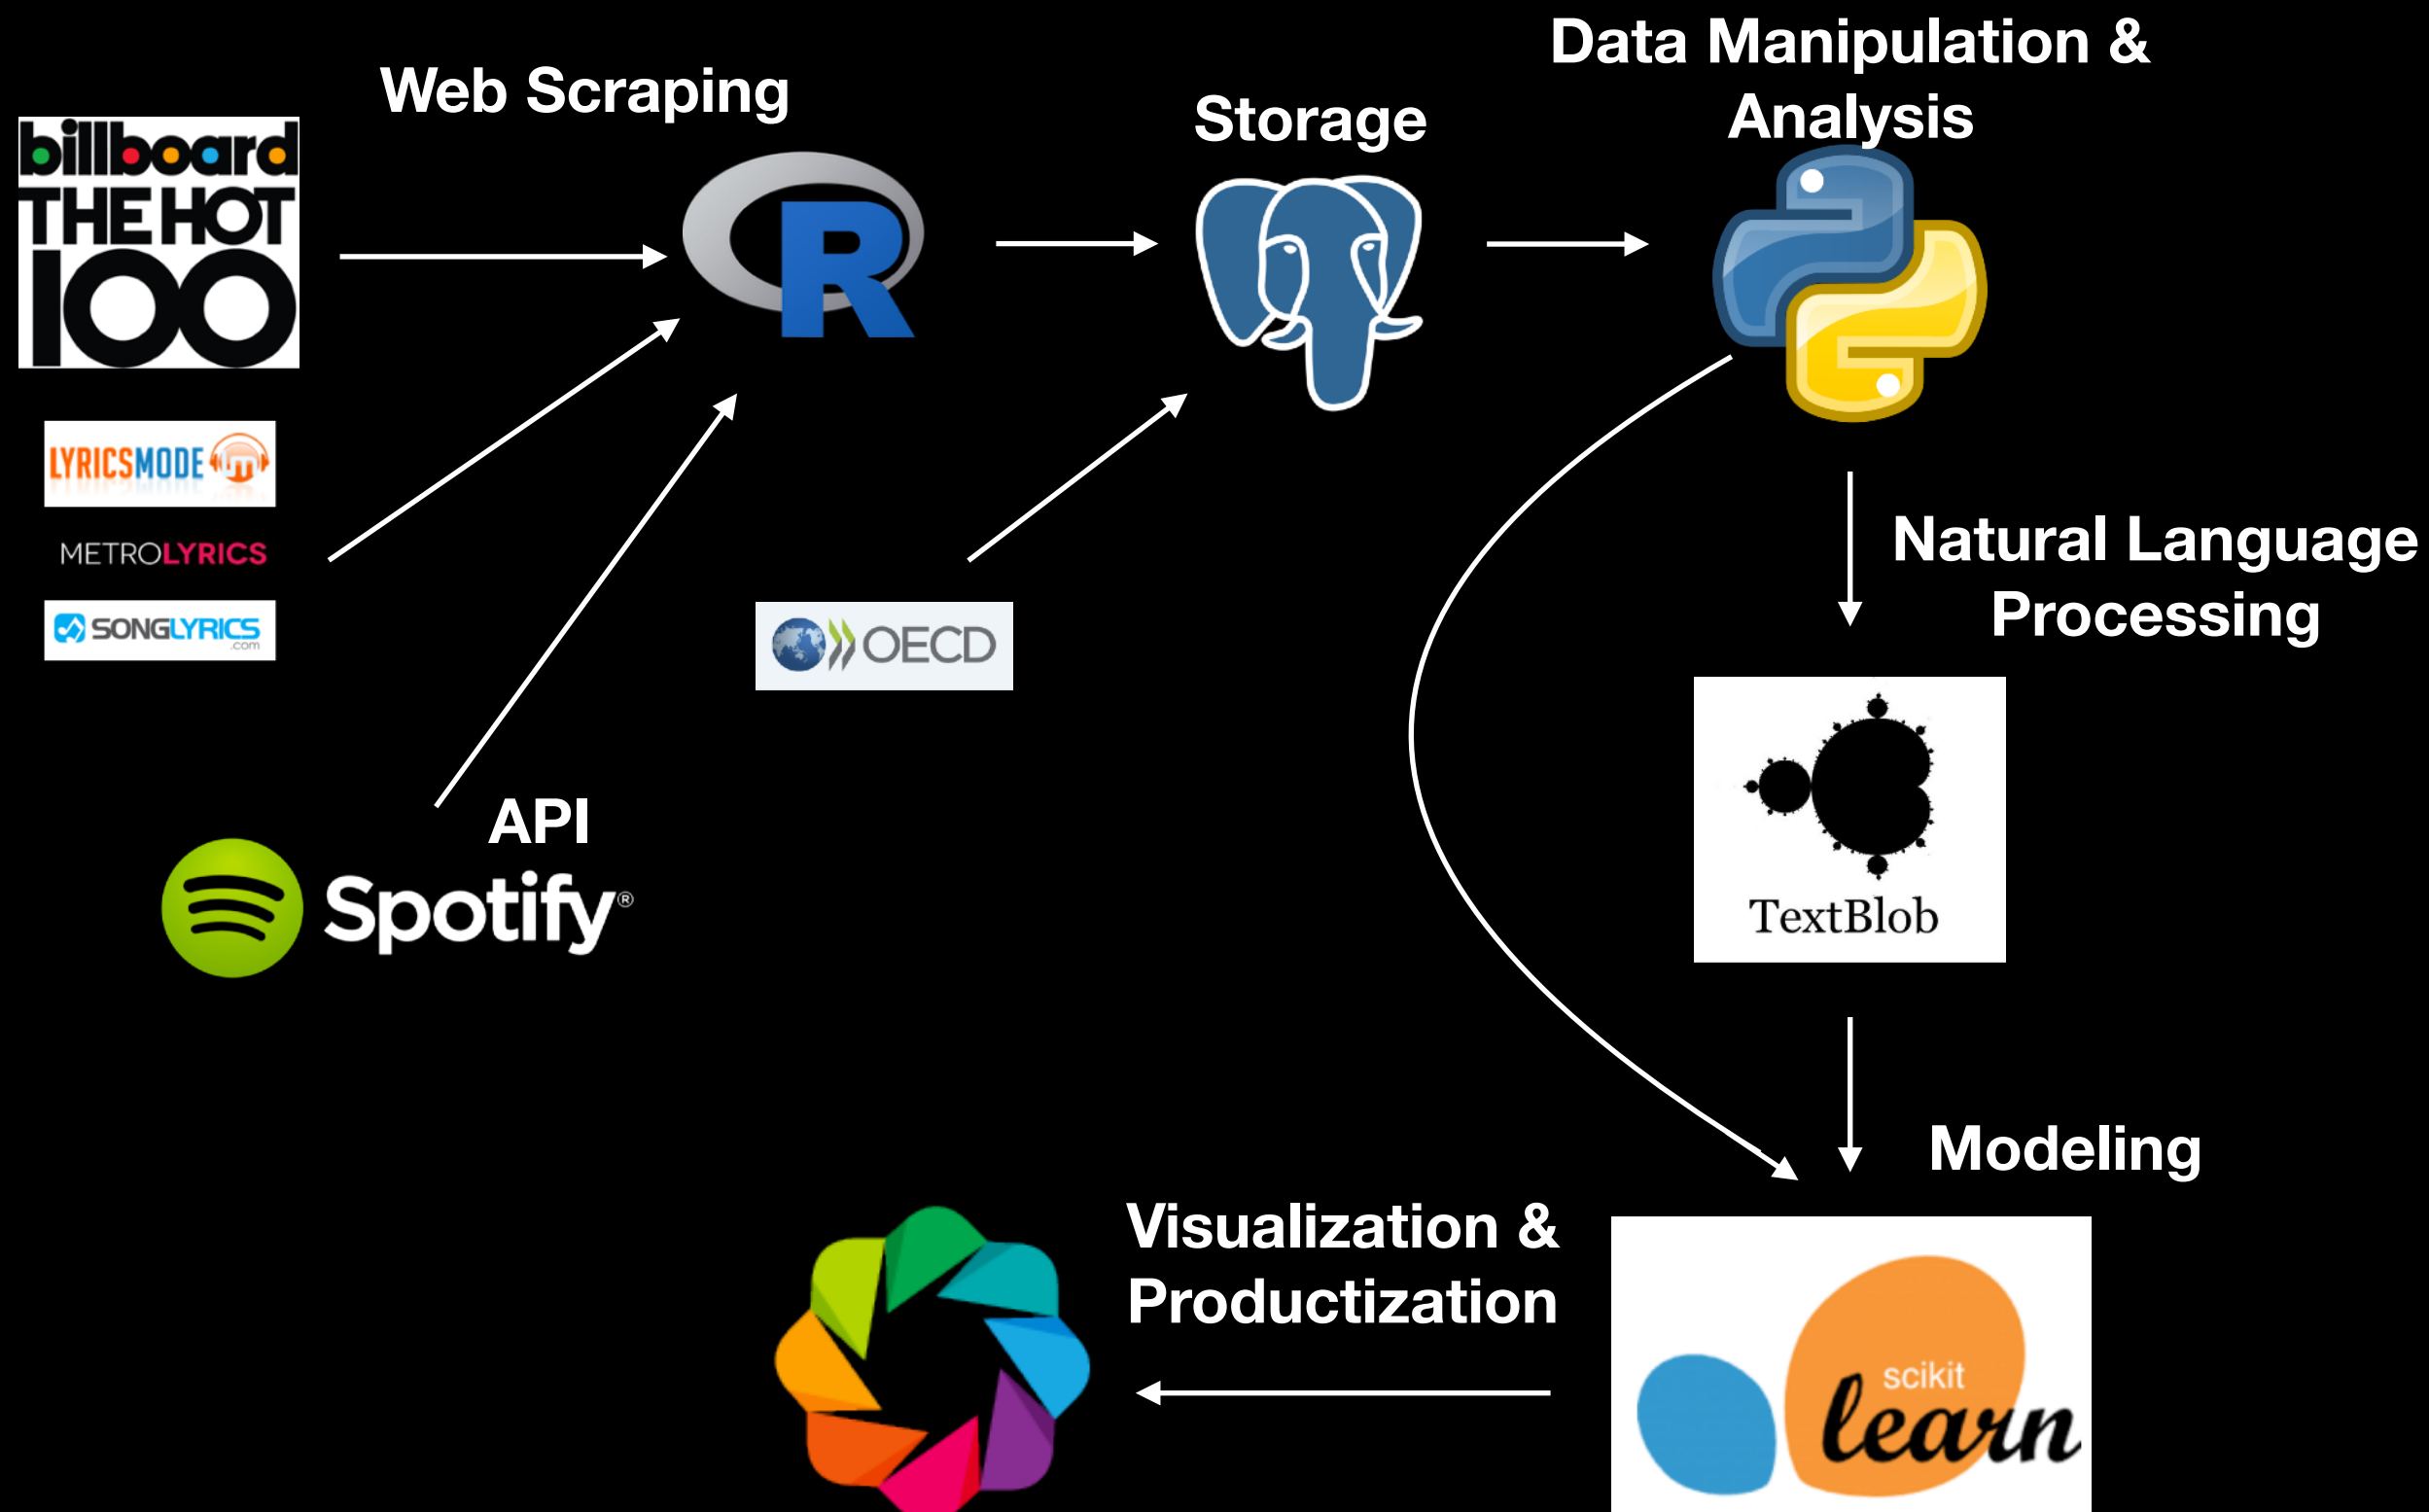 Data Manipulation &
Analysis
Web Scraping
Storage
billboard
THE HOT
100
R
LYRICSMODE
METROLYRICS
SONGLYRICS
.com
OECD
Natural Language
Processing
API
Spotify®
TextBlob
Modeling
Visualization &
Productization
scikit
learn